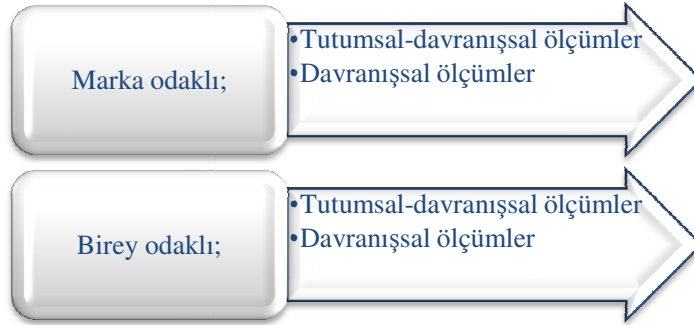 Marka odaklı;
•Tutumsal-davranışsal ölçümler
•Davranışsal ölçümler
Birey odaklı;
•Tutumsal-davranışsal ölçümler
•Davranışsal ölçümler